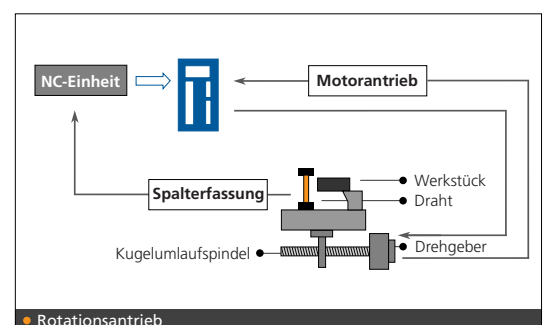 NC-Einheit
Motorantrieb
Spalterfassung
Werkstück
Draht
Drehgeber
Kugelumlaufspindel
Rotationsantrieb